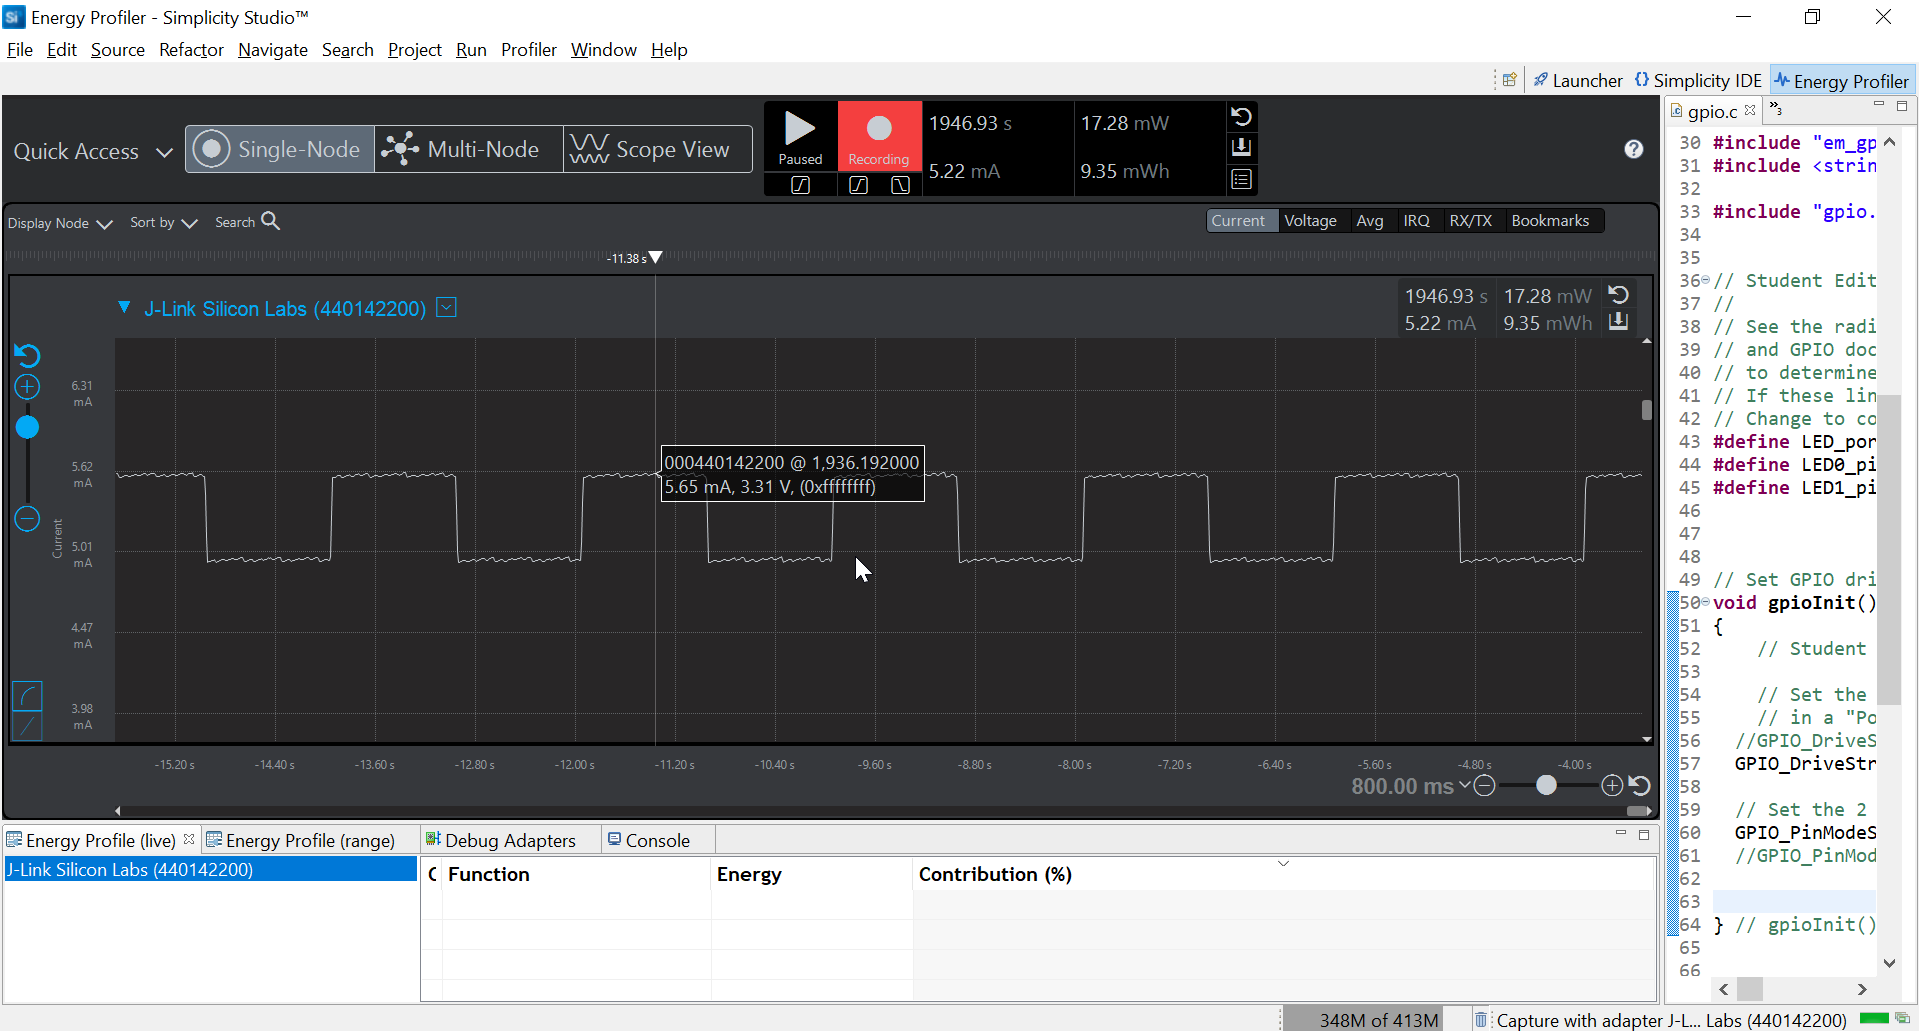 Energy Profiler - Simplicity Studio™
File Edit Source Refactor Navigate Search Project Run Profiler Window Help
Launcher {} Simplicity IDE Energy Profiler
Quick Access Single-Node Multi-Node Scope View
Paused Recording
1946.93 s 17.28 mW
5.22 mA 9.35 mWh
Display Node Sort by Search
Current Voltage Avg IRQ RX/TX Bookmarks
-11.38 s
J-Link Silicon Labs (440142200)
1946.93 s 17.28 mW
5.22 mA 9.35 mWh
6.31
mA
5.62
mA
5.01
mA
4.47
mA
3.98
mA
Current
000440142200 @ 1,936.192000
5.65 mA, 3.31 V, (0xffffffff)
-15.20 s -14.40 s -13.60 s -12.80 s -12.00 s -11.20 s -10.40 s -9.60 s -8.80 s -8.00 s -7.20 s -6.40 s -5.60 s -4.80 s -4.00 s
800.00 ms
Energy Profile (live) Energy Profile (range)
J-Link Silicon Labs (440142200)
Debug Adapters Console
C Function Energy Contribution (%)
gpio.c »3
30 #include "em_gp
31 #include <strin
32
33 #include "gpio.
34
35
36 // Student Edit
37 //
38 // See the radi
39 // and GPIO doc
40 // to determine
41 // If these lin
42 // Change to co
43 #define LED_por
44 #define LED0_pi
45 #define LED1_pi
46
47
48
49 // Set GPIO dri
50 void gpioInit()
51 {
52 // Student
53
54 // Set the
55 // in a "Po
56 //GPIO_DriveS
57 GPIO_DriveStr
58
59 // Set the 2
60 GPIO_PinModeS
61 //GPIO_PinMod
62
63
64 } // gpioInit()
65
66
348M of 413M Capture with adapter J-L... Labs (440142200)